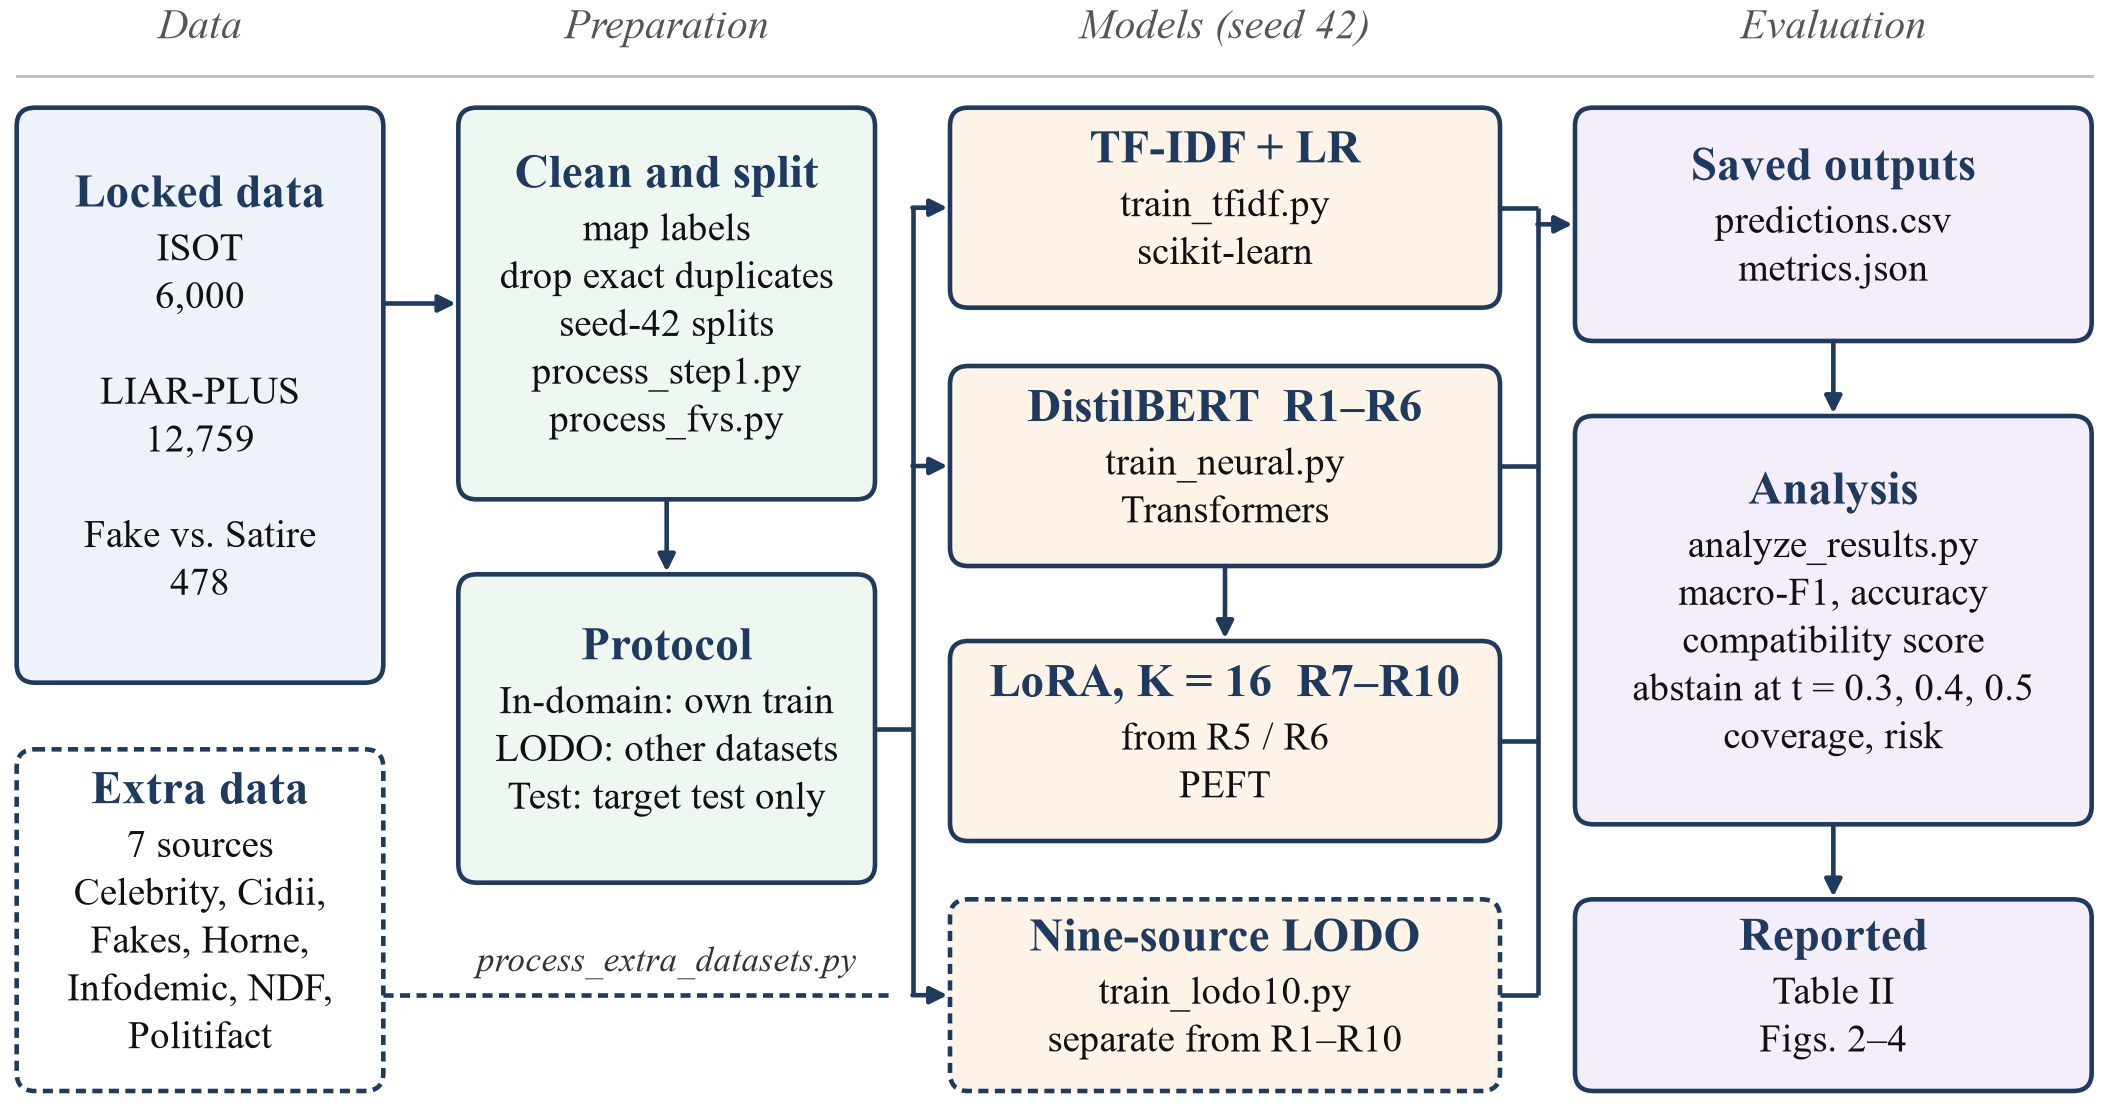 Data
Preparation
Models (seed 42)
Evaluation
Locked data
ISOT
6,000
LIAR-PLUS
12,759
Fake vs. Satire
478
Extra data
7 sources
Celebrity, Cidii,
Fakes, Horne,
Infodemic, NDF,
Politifact
Clean and split
map labels
drop exact duplicates
seed-42 splits
process_step1.py
process_fvs.py
Protocol
In-domain: own train
LODO: other datasets
Test: target test only
process_extra_datasets.py
TF-IDF + LR
train_tfidf.py
scikit-learn
DistilBERT R1–R6
train_neural.py
Transformers
LoRA, K = 16 R7–R10
from R5 / R6
PEFT
Nine-source LODO
train_lodo10.py
separate from R1–R10
Saved outputs
predictions.csv
metrics.json
Analysis
analyze_results.py
macro-F1, accuracy
compatibility score
abstain at t = 0.3, 0.4, 0.5
coverage, risk
Reported
Table II
Figs. 2–4